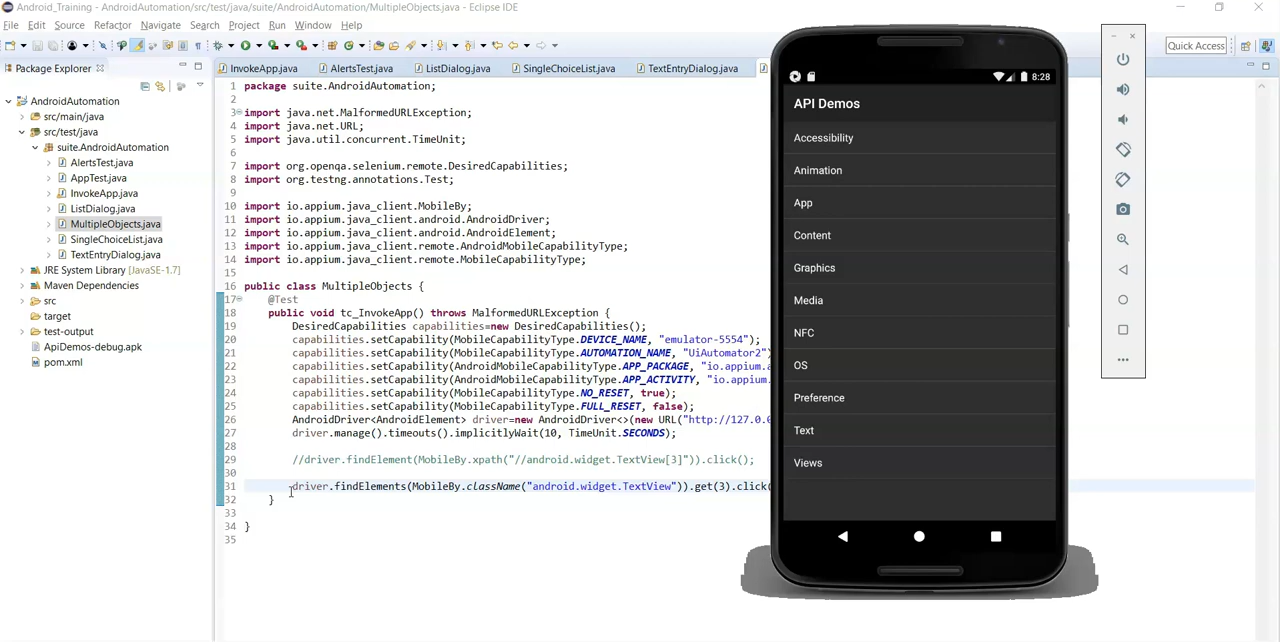 Android_Training - AndroidAutomation/src/test/java/suite/AndroidAutomation/MultipleObjects.java - Eclipse IDE
File Edit Source Refactor Navigate Search Project Run Window Help
Quick Access
Package Explorer
InvokeApp.java AlertsTest.java ListDialog.java SingleChoiceList.java TextEntryDialog.java
AndroidAutomation
src/main/java
src/test/java
suite.AndroidAutomation
AlertsTest.java
AppTest.java
InvokeApp.java
ListDialog.java
MultipleObjects.java
SingleChoiceList.java
TextEntryDialog.java
JRE System Library [JavaSE-1.7]
Maven Dependencies
src
target
test-output
ApiDemos-debug.apk
pom.xml
1 package suite.AndroidAutomation;
2
3 import java.net.MalformedURLException;
4 import java.net.URL;
5 import java.util.concurrent.TimeUnit;
6
7 import org.openqa.selenium.remote.DesiredCapabilities;
8 import org.testng.annotations.Test;
9
10 import io.appium.java_client.MobileBy;
11 import io.appium.java_client.android.AndroidDriver;
12 import io.appium.java_client.android.AndroidElement;
13 import io.appium.java_client.remote.AndroidMobileCapabilityType;
14 import io.appium.java_client.remote.MobileCapabilityType;
15
16 public class MultipleObjects {
17 @Test
18 public void tc_InvokeApp() throws MalformedURLException {
19 DesiredCapabilities capabilities=new DesiredCapabilities();
20 capabilities.setCapability(MobileCapabilityType.DEVICE_NAME, "emulator-5554");
21 capabilities.setCapability(MobileCapabilityType.AUTOMATION_NAME, "UiAutomator2")
22 capabilities.setCapability(AndroidMobileCapabilityType.APP_PACKAGE, "io.appium.
23 capabilities.setCapability(AndroidMobileCapabilityType.APP_ACTIVITY, "io.appium.
24 capabilities.setCapability(MobileCapabilityType.NO_RESET, true);
25 capabilities.setCapability(MobileCapabilityType.FULL_RESET, false);
26 AndroidDriver<AndroidElement> driver=new AndroidDriver<>(new URL("http://127.0.0
27 driver.manage().timeouts().implicitlyWait(10, TimeUnit.SECONDS);
28
29 //driver.findElement(MobileBy.xpath("//android.widget.TextView[3]")).click();
30
31 driver.findElements(MobileBy.className("android.widget.TextView")).get(3).click(
32 }
33
34 }
35
8:28
API Demos
Accessibility
Animation
App
Content
Graphics
Media
NFC
OS
Preference
Text
Views